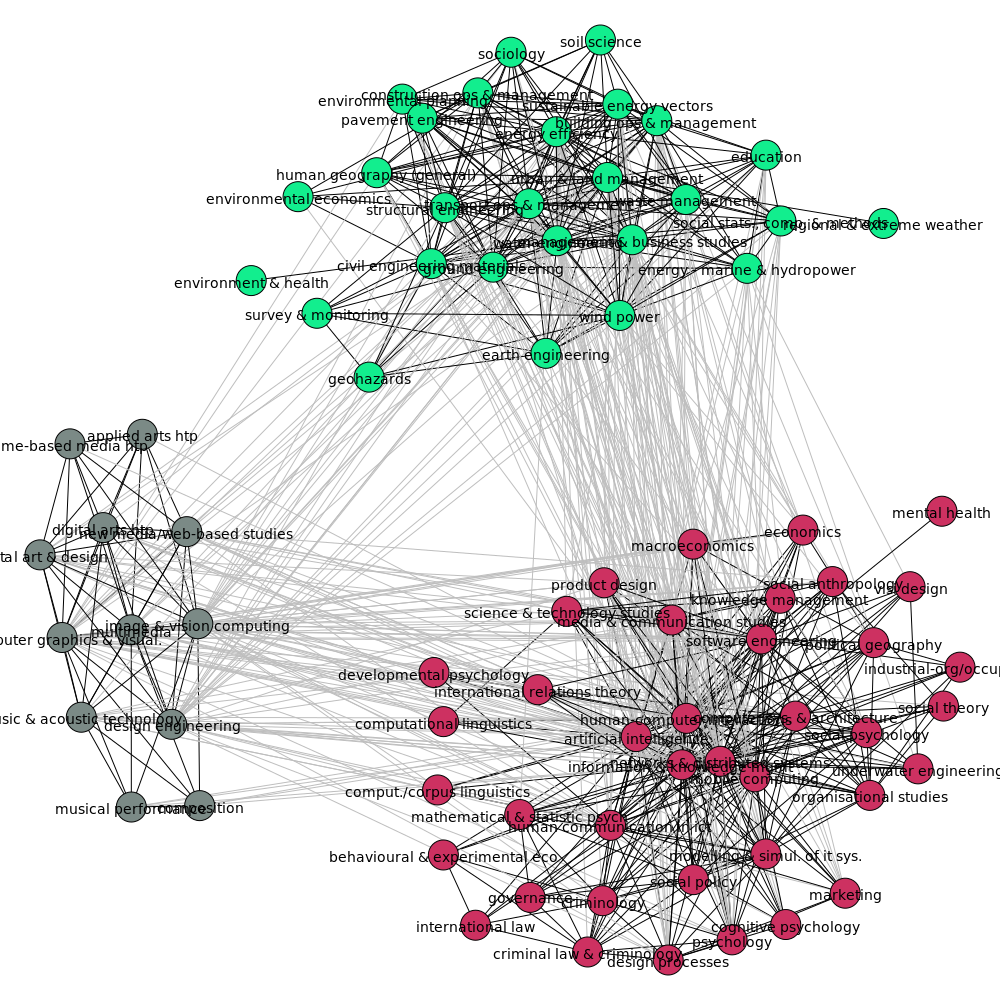 soil science
sociology
construction ops & management
environmental planning
sustainable energy vectors
pavement engineering
building ops & management
energy efficiency
education
human geography (general)
urban & land management
environmental economics
structural engineering
transport ops & management
waste management
social stats., comp. & methods
regional & extreme weather
water engineering
management & business studies
civil engineering materials
ground engineering
energy - marine & hydropower
environment & health
survey & monitoring
wind power
earth engineering
geohazards
applied arts htp
me-based media htp
digital arts htp
new media/web-based studies
tal art & design
image & vision computing
multimedia
puter graphics & visual.
sic & acoustic technology
design engineering
musical performance
composition
mental health
economics
macroeconomics
product design
social anthropology
vis. design
knowledge management
science & technology studies
media & communication studies
software engineering
political geography
industrial-org/occup
developmental psychology
international relations theory
social theory
human-computer interactions
computer sys. & architecture
computational linguistics
artificial intelligence
social psychology
networks & distributed systems
information & knowledge mgmt
mobile computing
underwater engineering
comput./corpus linguistics
organisational studies
mathematical & statistic psych.
human communication in ict
behavioural & experimental eco.
modelling & simul. of it sys.
social policy
governance
criminology
marketing
international law
cognitive psychology
psychology
criminal law & criminology
design processes